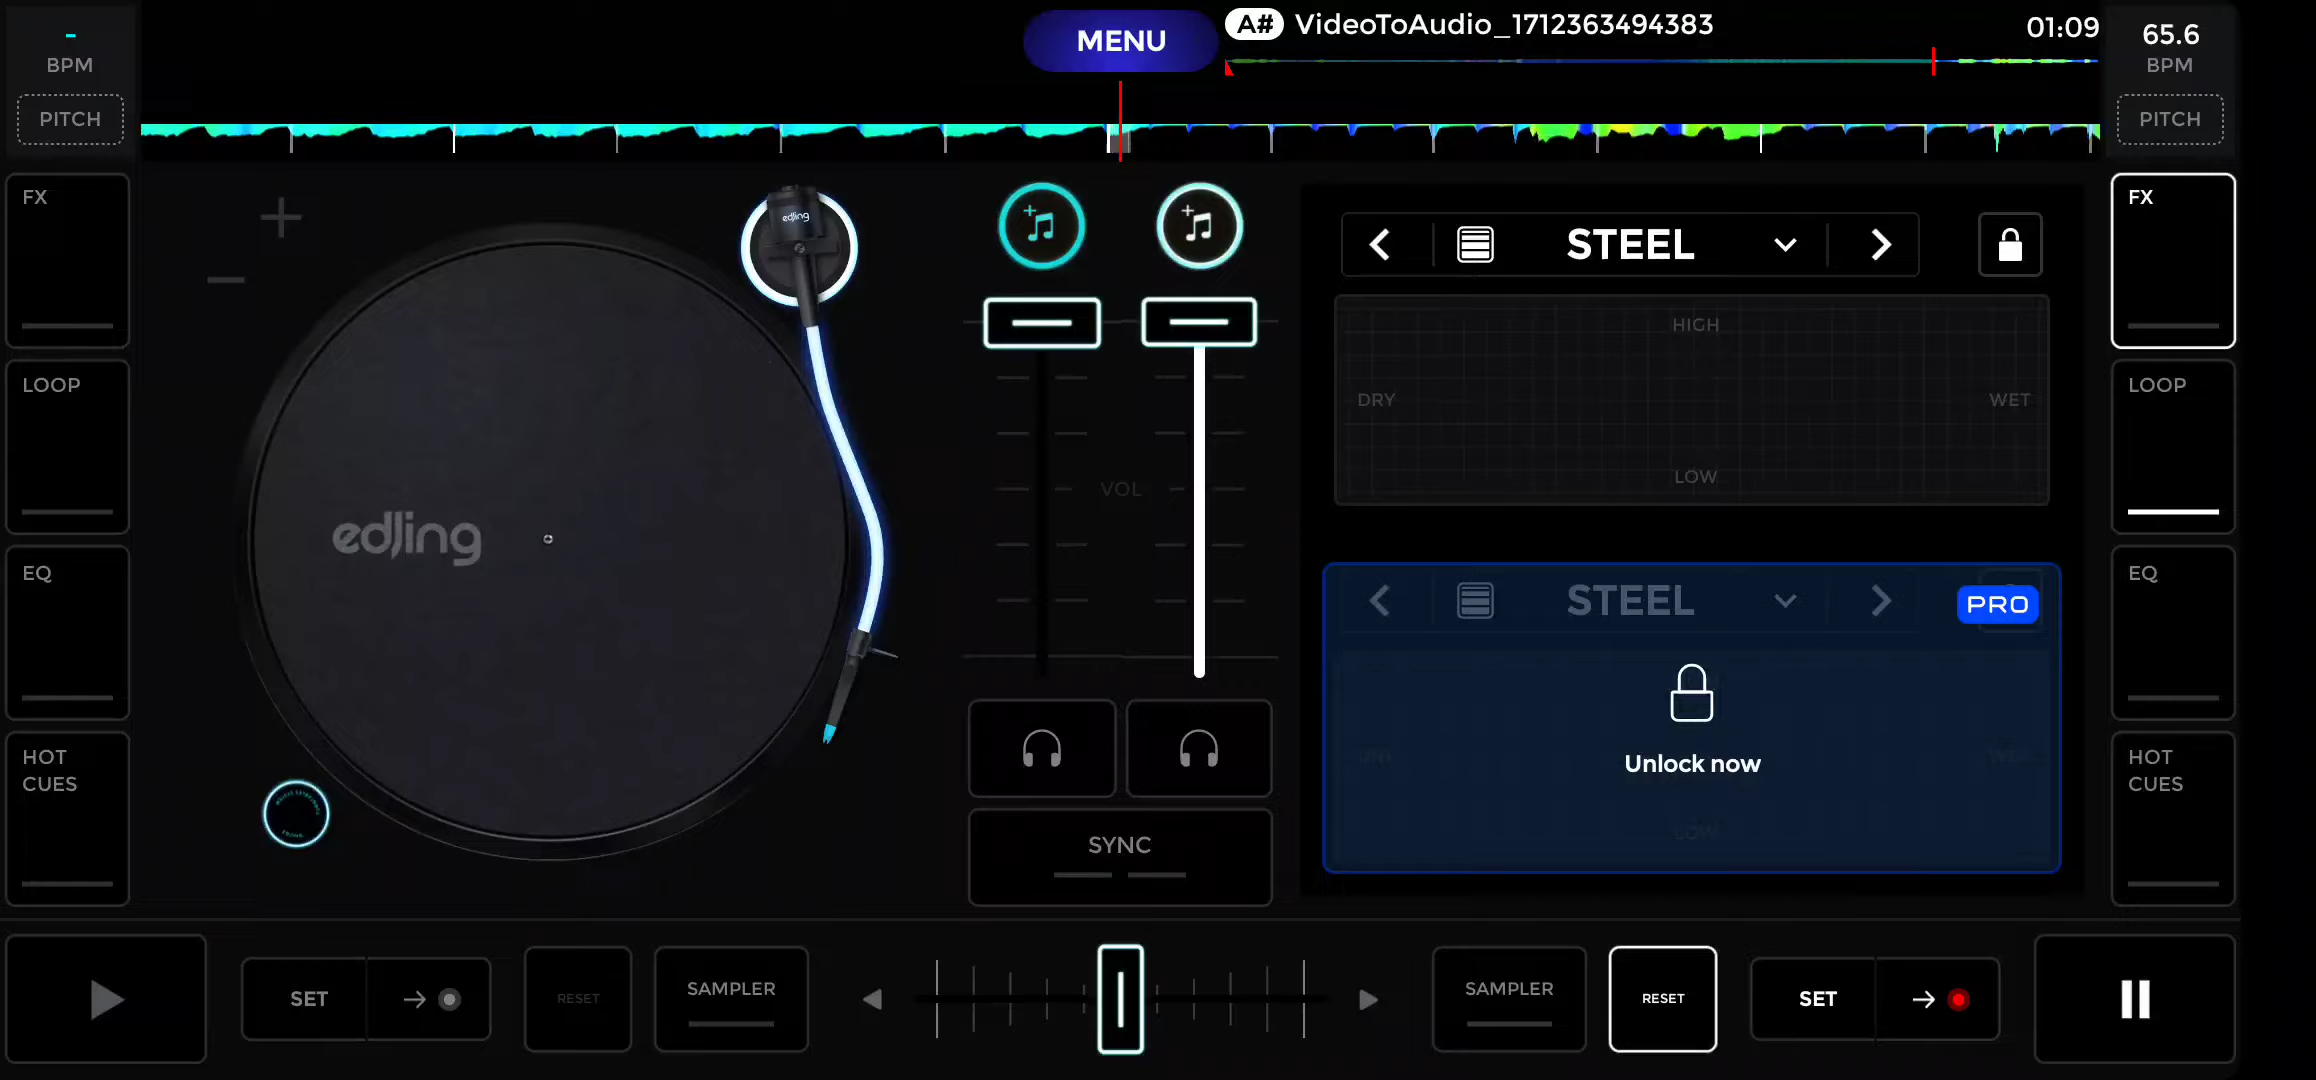 -
BPM
PITCH
MENU
A# VideoToAudio_1712363494383
01:09
65.6
BPM
PITCH
FX
LOOP
EQ
HOT
CUES
edjing
edjing
VOL
STEEL
HIGH
DRY
WET
LOW
STEEL
PRO
Unlock now
LOW
FX
LOOP
EQ
HOT
CUES
SYNC
SET
RESET
SAMPLER
SAMPLER
RESET
SET